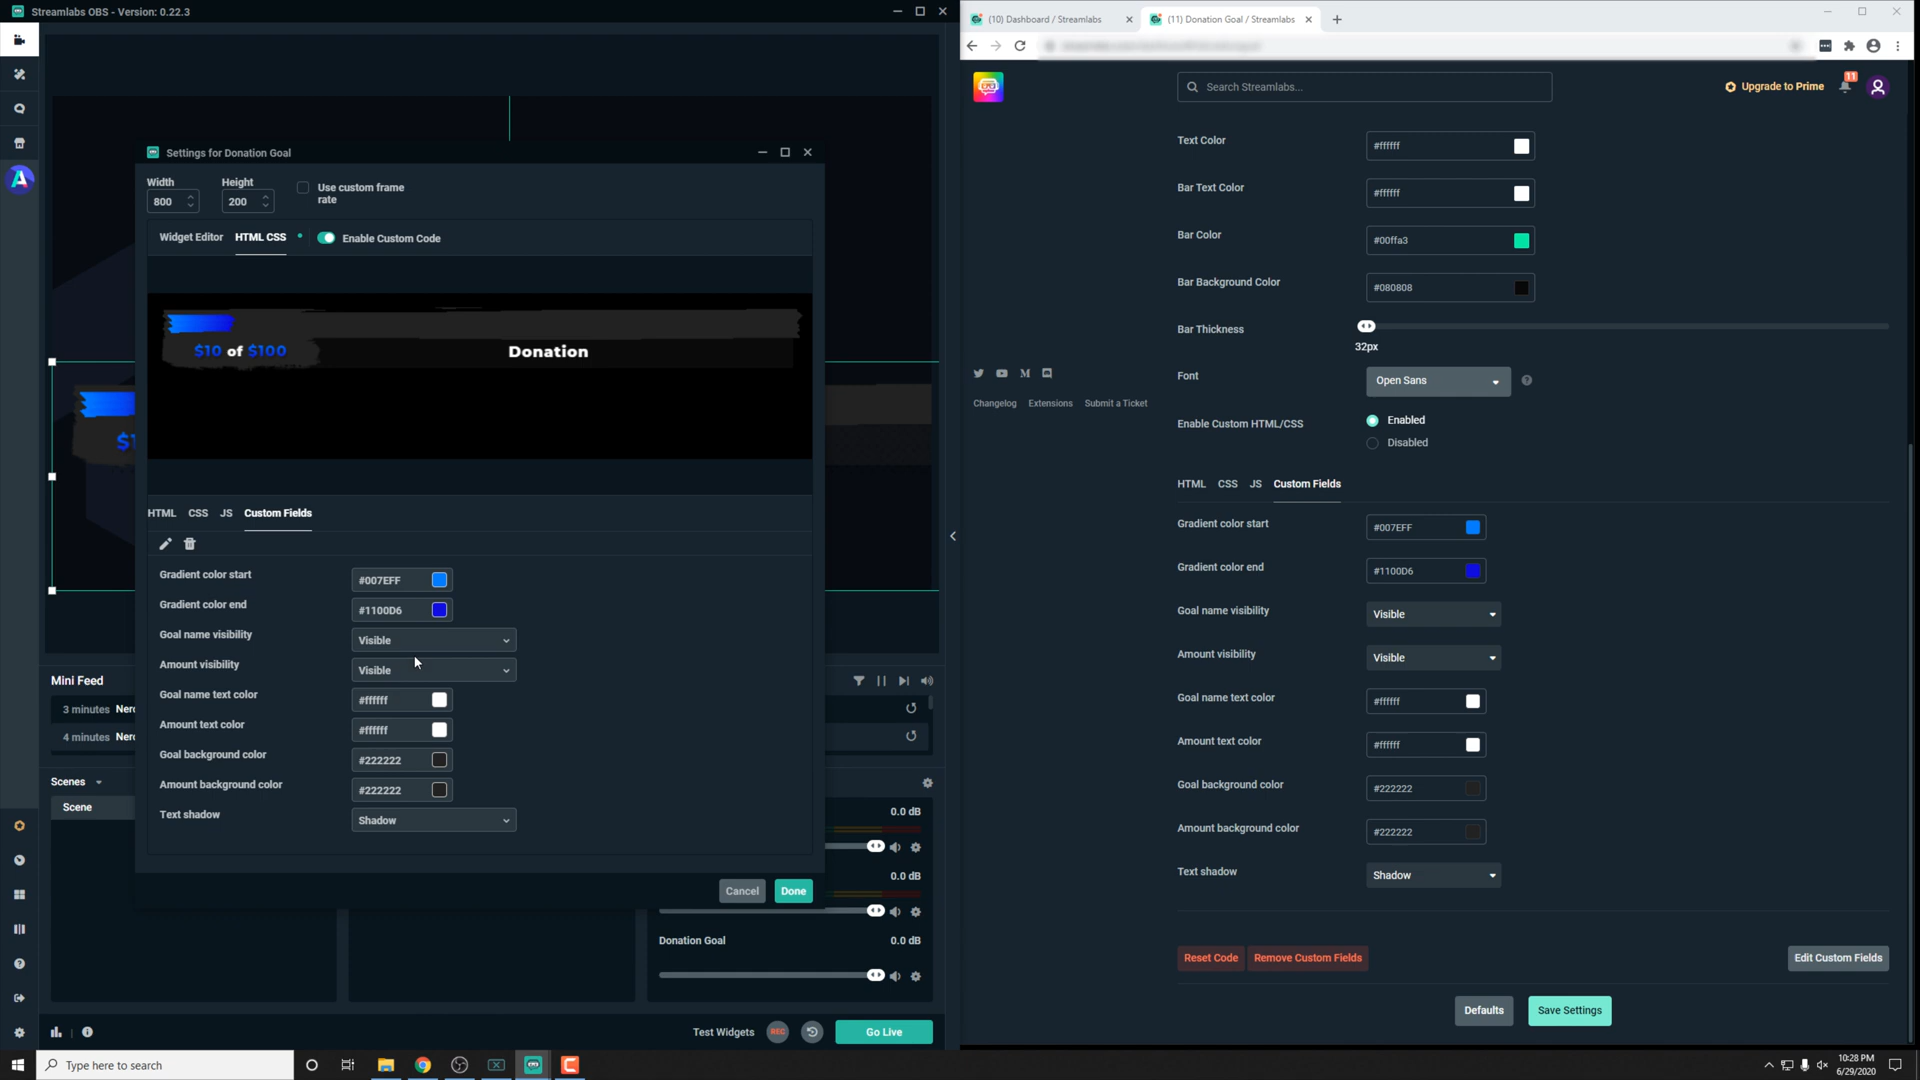 Streamlabs OBS - Version: 0.22.3
Settings for Donation Goal
Width
Height
800
200
Use custom frame
rate
Widget Editor
HTML CSS
Enable Custom Code
$10 of $100
Donation
HTML
CSS
JS
Custom Fields
Gradient color start
#007EFF
Gradient color end
#1100D6
Goal name visibility
Visible
Amount visibility
Visible
Goal name text color
#ffffff
Amount text color
#ffffff
Goal background color
#222222
Amount background color
#222222
Text shadow
Shadow
Cancel
Done
$1
Mini Feed
3 minutes Nerd
4 minutes Nerd
Scenes
Scene
0.0 dB
0.0 dB
Donation Goal
0.0 dB
Test Widgets
REC
Go Live
(10) Dashboard / Streamlabs
(11) Donation Goal / Streamlabs
Search Streamlabs...
Upgrade to Prime
11
Changelog
Extensions
Submit a Ticket
Text Color
#ffffff
Bar Text Color
#ffffff
Bar Color
#00ffa3
Bar Background Color
#080808
Bar Thickness
32px
Font
Open Sans
Enable Custom HTML/CSS
Enabled
Disabled
HTML
CSS
JS
Custom Fields
Gradient color start
#007EFF
Gradient color end
#1100D6
Goal name visibility
Visible
Amount visibility
Visible
Goal name text color
#ffffff
Amount text color
#ffffff
Goal background color
#222222
Amount background color
#222222
Text shadow
Shadow
Reset Code
Remove Custom Fields
Edit Custom Fields
Defaults
Save Settings
Type here to search
10:28 PM
6/29/2020